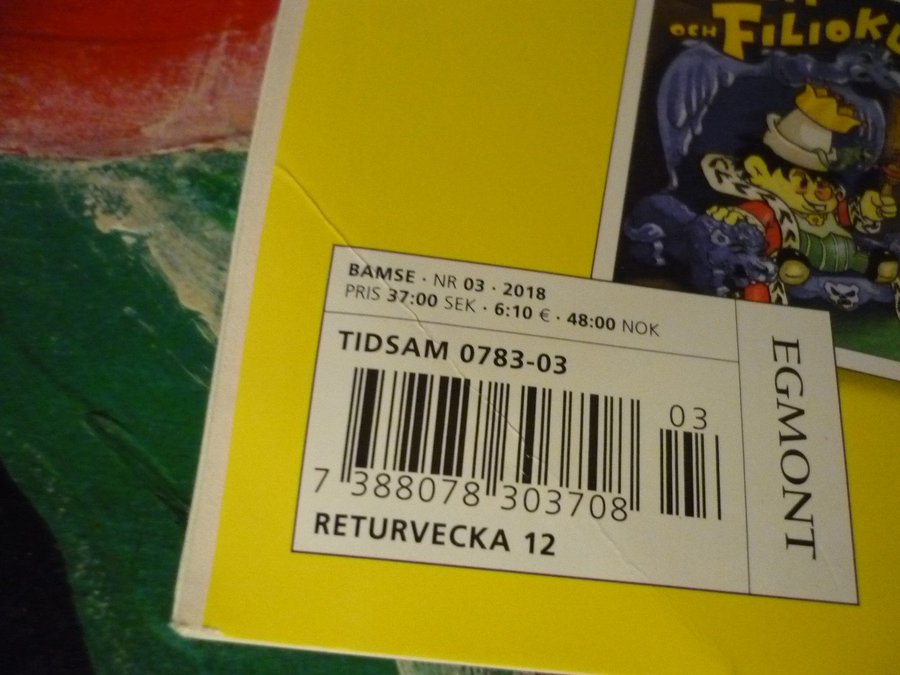 OCH FILIOKU
BAMSE · NR 03 · 2018
PRIS 37:00 SEK · 6:10 € · 48:00 NOK
TIDSAM 0783-03
03
7 388078 303708
RETURVECKA 12
EGMONT